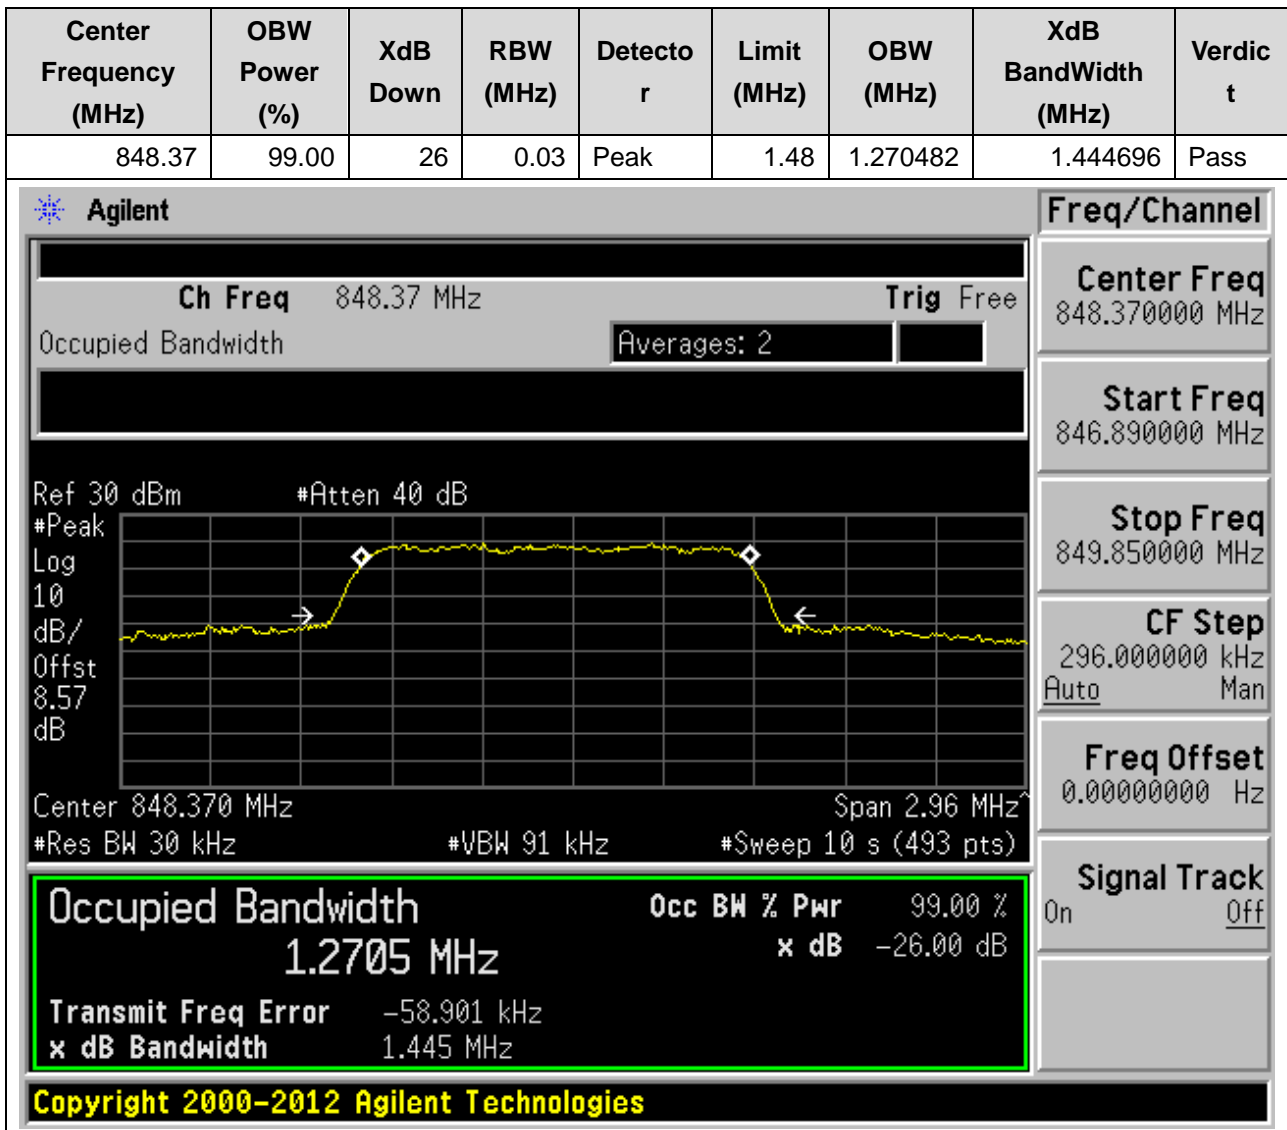 Center Frequency (MHz) OBW Power (%) XdB Down RBW (MHz) Detector Limit (MHz) OBW (MHz) XdB BandWidth (MHz) Verdict
848.37 99.00 26 0.03 Peak 1.48 1.270482 1.444696 Pass
Agilent
Freq/Channel
Ch Freq 848.37 MHz Trig Free
Occupied Bandwidth Averages: 2
Center Freq
848.370000 MHz
Start Freq
846.890000 MHz
Stop Freq
849.850000 MHz
CF Step
296.000000 kHz
Auto Man
Freq Offset
0.00000000 Hz
Signal Track
On Off
Ref 30 dBm #Atten 40 dB
#Peak
Log
10
dB/
Offst
8.57
dB
Center 848.370 MHz Span 2.96 MHz^
#Res BW 30 kHz #VBW 91 kHz #Sweep 10 s (493 pts)
Occupied Bandwidth Occ BW % Pwr 99.00 %
1.2705 MHz x dB -26.00 dB
Transmit Freq Error -58.901 kHz
x dB Bandwidth 1.445 MHz
Copyright 2000-2012 Agilent Technologies